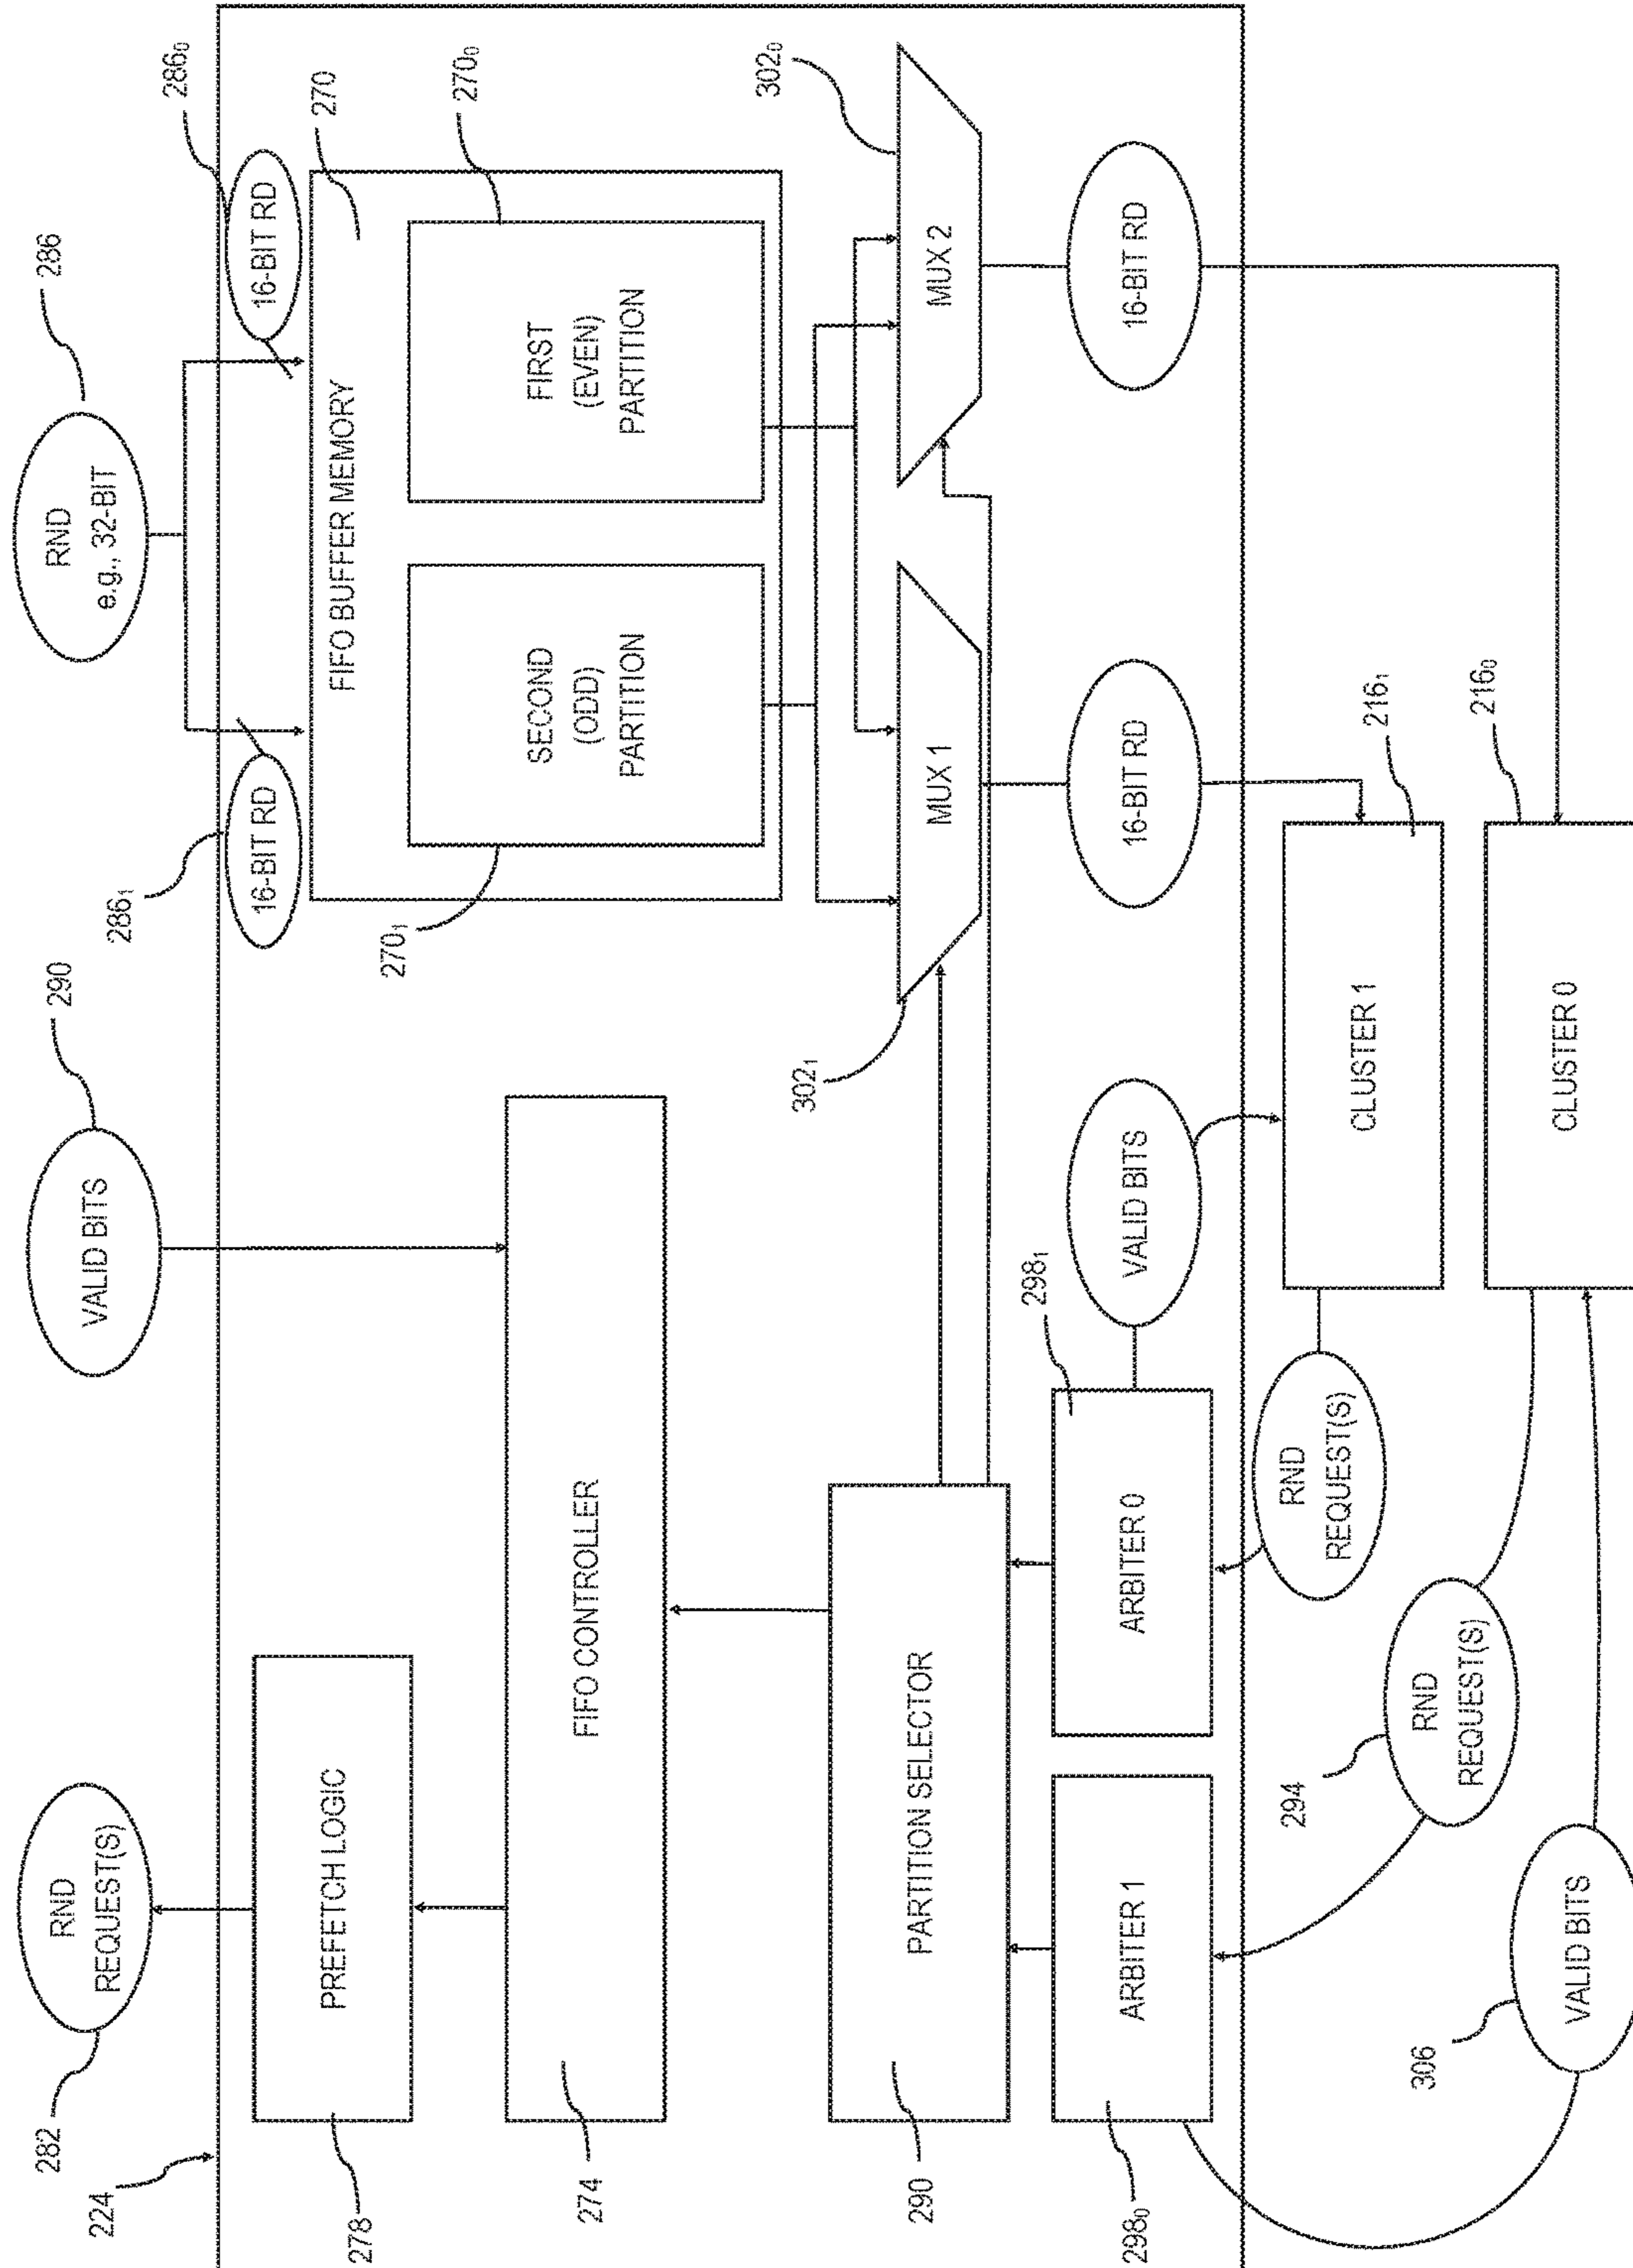 RND
REQUEST(S)
282
VALID BITS
290
RND
e.g., 32-BIT
286
224
286₁
16-BIT RD
16-BIT RD
286₀
PREFETCH LOGIC
278
FIFO BUFFER MEMORY
270
FIFO CONTROLLER
274
270₁
SECOND
(ODD)
PARTITION
FIRST
(EVEN)
PARTITION
270₀
PARTITION SELECTOR
290
302₁
MUX 1
MUX 2
302₀
ARBITER 1
298₀
ARBITER 0
298₁
VALID BITS
16-BIT RD
16-BIT RD
RND
REQUEST(S)
CLUSTER 1
216₁
294
RND
REQUEST(S)
CLUSTER 0
216₀
306
VALID BITS